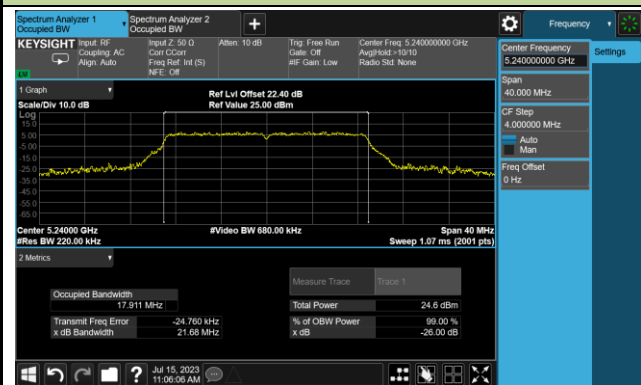 Spectrum Analyzer 1
Occupied BW
Spectrum Analyzer 2
Occupied BW
Frequency
KEYSIGHT
Input: RF
Coupling: AC
Align: Auto
Input Z: 50 Ω
Corr CCorr
Freq Ref: Int (S)
NFE: Off
Atten: 10 dB
Trig: Free Run
Gate: Off
#IF Gain: Low
Center Freq: 5.240000000 GHz
Avg|Hold:>10/10
Radio Std: None
Center Frequency
5.240000000 GHz
Settings
Span
40.000 MHz
CF Step
4.000000 MHz
Auto
Man
Freq Offset
0 Hz
1 Graph
Scale/Div 10.0 dB
Ref Lvl Offset 22.40 dB
Ref Value 25.00 dBm
Log
15.0
5.00
-5.00
-15.0
-25.0
-35.0
-45.0
-55.0
-65.0
Center 5.24000 GHz
#Res BW 220.00 kHz
#Video BW 680.00 kHz
Span 40 MHz
Sweep 1.07 ms (2001 pts)
2 Metrics
Measure Trace
Trace 1
Occupied Bandwidth
17.911 MHz
Total Power
24.6 dBm
Transmit Freq Error
-24.760 kHz
% of OBW Power
99.00 %
x dB Bandwidth
21.68 MHz
x dB
-26.00 dB
Jul 15, 2023
11:06:06 AM